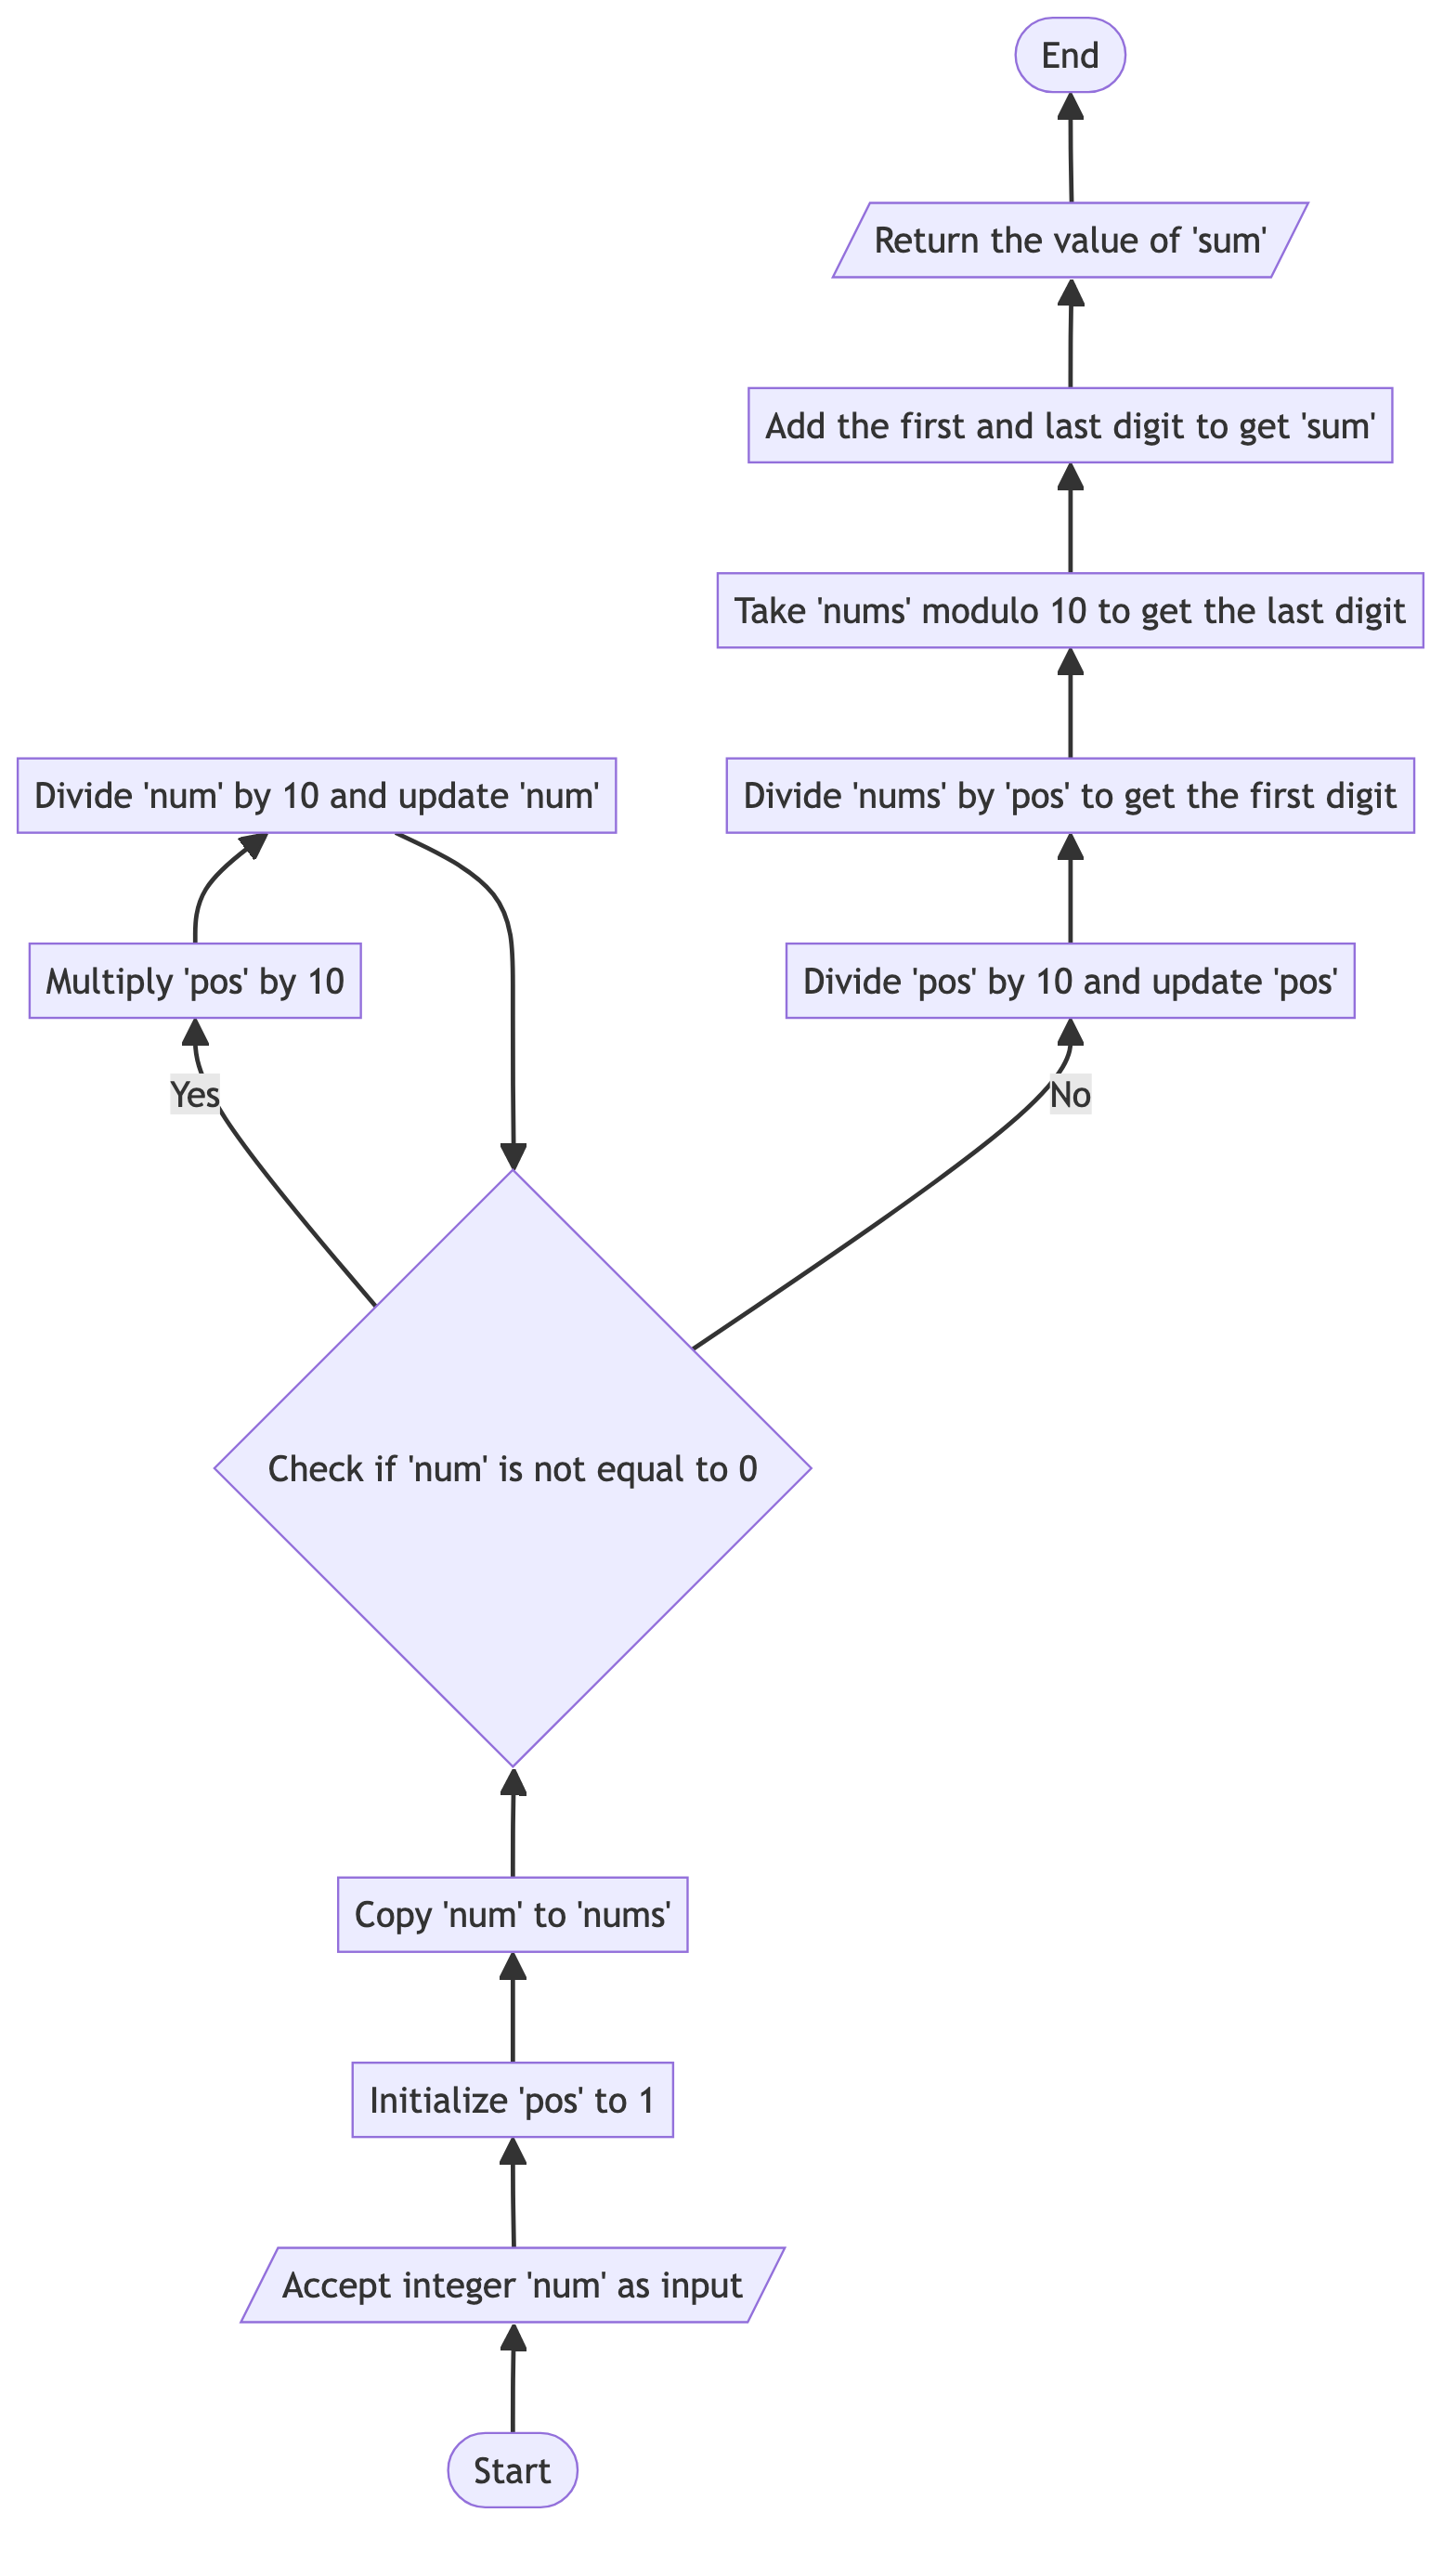 End
Return the value of 'sum'
Add the first and last digit to get 'sum'
Take 'nums' modulo 10 to get the last digit
Divide 'num' by 10 and update 'num'
Divide 'nums' by 'pos' to get the first digit
Multiply 'pos' by 10
Divide 'pos' by 10 and update 'pos'
Yes
No
Check if 'num' is not equal to 0
Copy 'num' to 'nums'
Initialize 'pos' to 1
Accept integer 'num' as input
Start